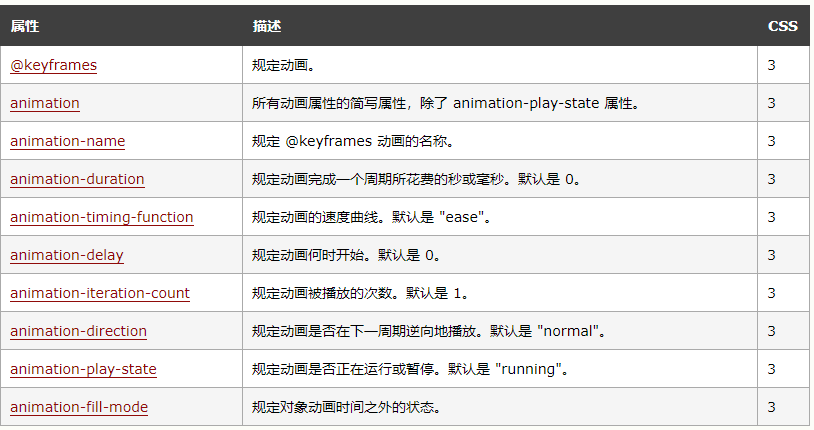 属性 描述 CSS
@keyframes 规定动画。 3
animation 所有动画属性的简写属性，除了 animation-play-state 属性。 3
animation-name 规定 @keyframes 动画的名称。 3
animation-duration 规定动画完成一个周期所花费的秒或毫秒。默认是 0。 3
animation-timing-function 规定动画的速度曲线。默认是 "ease"。 3
animation-delay 规定动画何时开始。默认是 0。 3
animation-iteration-count 规定动画被播放的次数。默认是 1。 3
animation-direction 规定动画是否在下一周期逆向地播放。默认是 "normal"。 3
animation-play-state 规定动画是否正在运行或暂停。默认是 "running"。 3
animation-fill-mode 规定对象动画时间之外的状态。 3